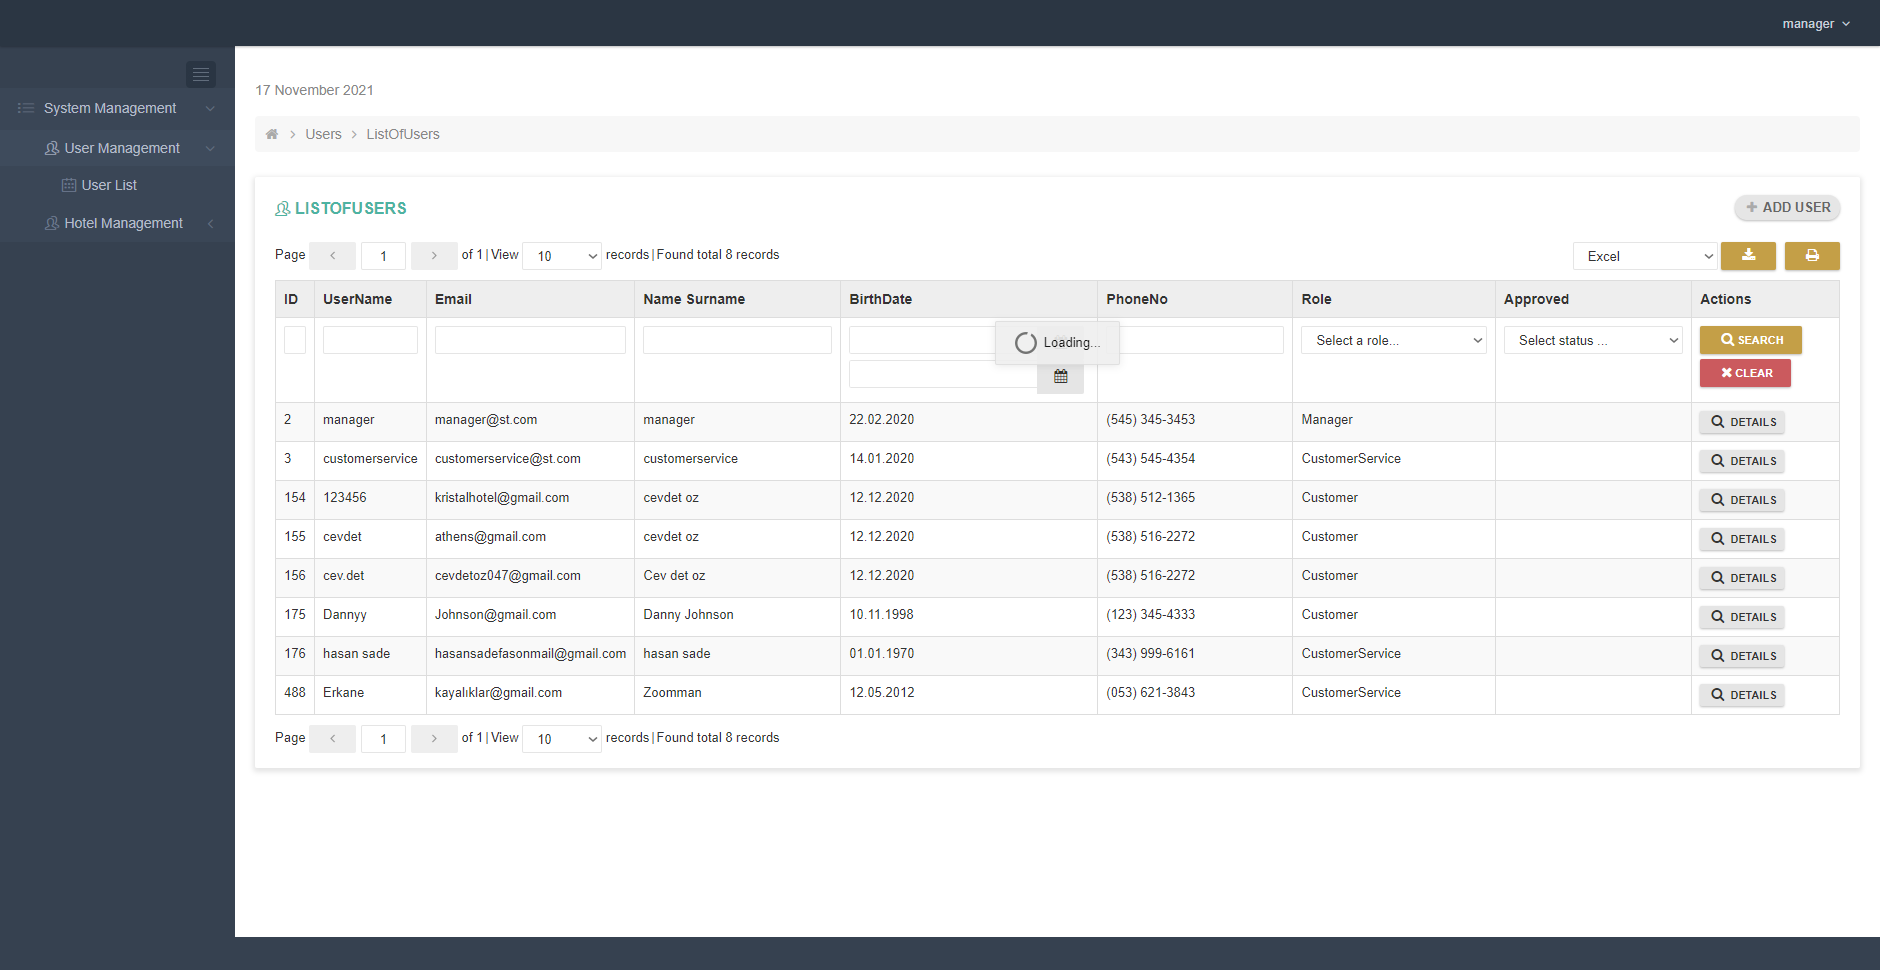 manager
17 November 2021
System Management
Users ListOfUsers
User Management
User List
LISTOFUSERS ADD USER
Hotel Management
Page 1 of 1 | View 10 records | Found total 8 records Excel
ID UserName Email Name Surname BirthDate PhoneNo Role Approved Actions
Loading... Select a role... Select status ... SEARCH
CLEAR
2 manager manager@st.com manager 22.02.2020 (545) 345-3453 Manager DETAILS
3 customerservice customerservice@st.com customerservice 14.01.2020 (543) 545-4354 CustomerService DETAILS
154 123456 kristalhotel@gmail.com cevdet oz 12.12.2020 (538) 512-1365 Customer DETAILS
155 cevdet athens@gmail.com cevdet oz 12.12.2020 (538) 516-2272 Customer DETAILS
156 cev.det cevdetoz047@gmail.com Cev det oz 12.12.2020 (538) 516-2272 Customer DETAILS
175 Dannyy Johnson@gmail.com Danny Johnson 10.11.1998 (123) 345-4333 Customer DETAILS
176 hasan sade hasansadefasonmail@gmail.com hasan sade 01.01.1970 (343) 999-6161 CustomerService DETAILS
488 Erkane kayalıklar@gmail.com Zoomman 12.05.2012 (053) 621-3843 CustomerService DETAILS
Page 1 of 1 | View 10 records | Found total 8 records